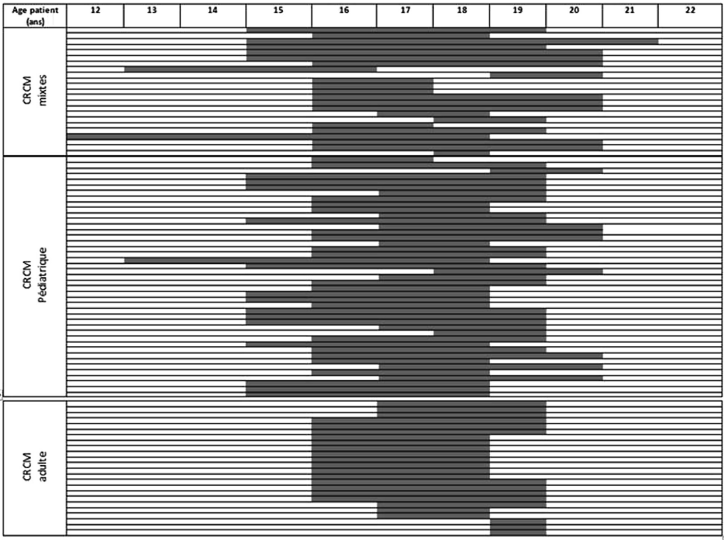 Age patient (ans) 12 13 14 15 16 17 18 19 20 21 22
CRCM mixtes
CRCM Pédiatrique
CRCM adulte